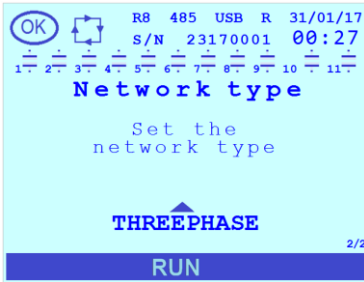 OK R8 485 USB R 31/01/17
S/N 23170001 00:27
1 2 3 4 5 6 7 8 9 10 11
Network type
Set the
network type
THREEPHASE
2/2
RUN